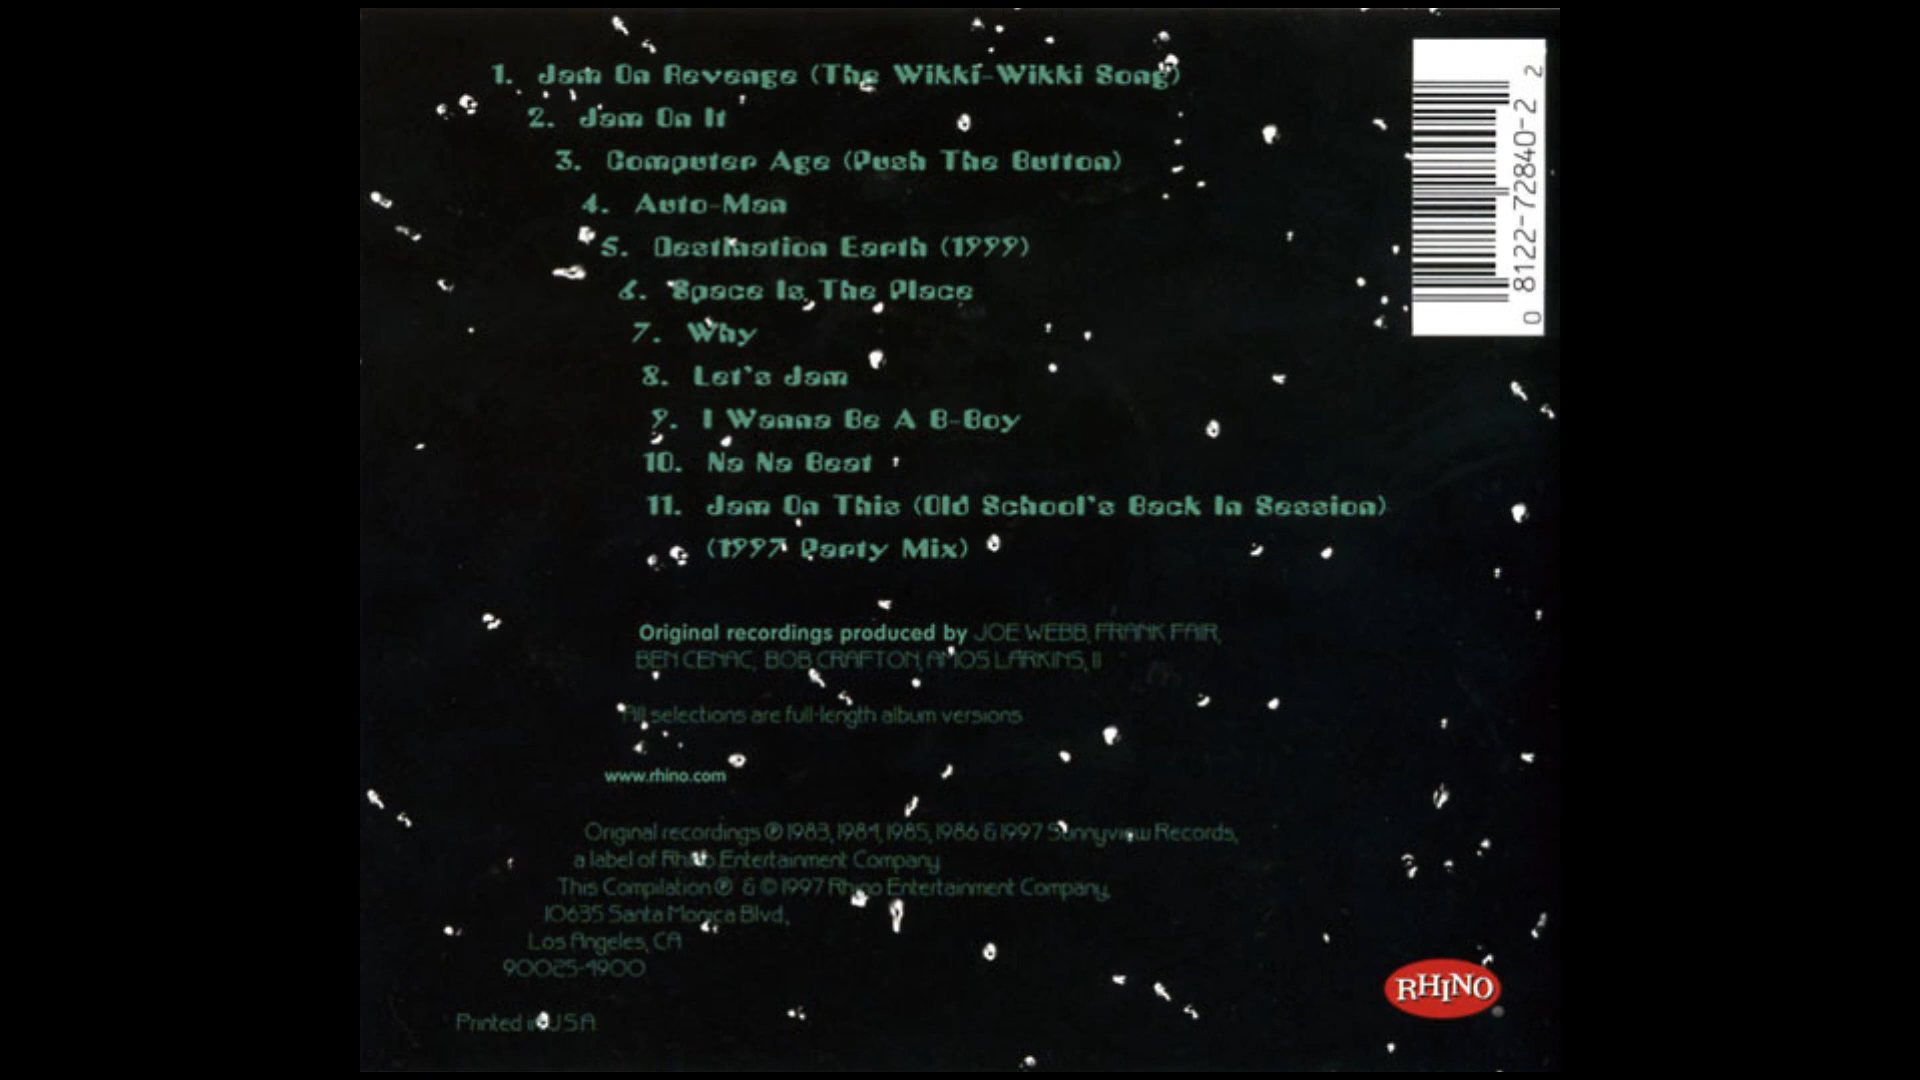 1. Jam On Revenge (The Wikki-Wikki Song)
2. Jam On It
3. Computer Age (Push The Button)
4. Auto-Man
5. Destination Earth (1999)
6. Space Is The Place
7. Why
8. Let's Jam
9. I Wanna Be A B-Boy
10. Na Na Beat
11. Jam On This (Old School's Back In Session)
(1997 Party Mix)
Original recordings produced by JOE WEBB, FRANK FAIR,
BEN CENAC, BOB CRAFTON, AMOS LARKINS, II
All selections are full-length album versions
www.rhino.com
Original recordings ℗ 1983, 1984, 1985, 1986 & 1997 Sunnyview Records,
a label of Rhino Entertainment Company
This Compilation ℗ & © 1997 Rhino Entertainment Company,
10635 Santa Monica Blvd.,
Los Angeles, CA
90025-4900
Printed in U.S.A.
0 8122-72840-2 2
RHINO